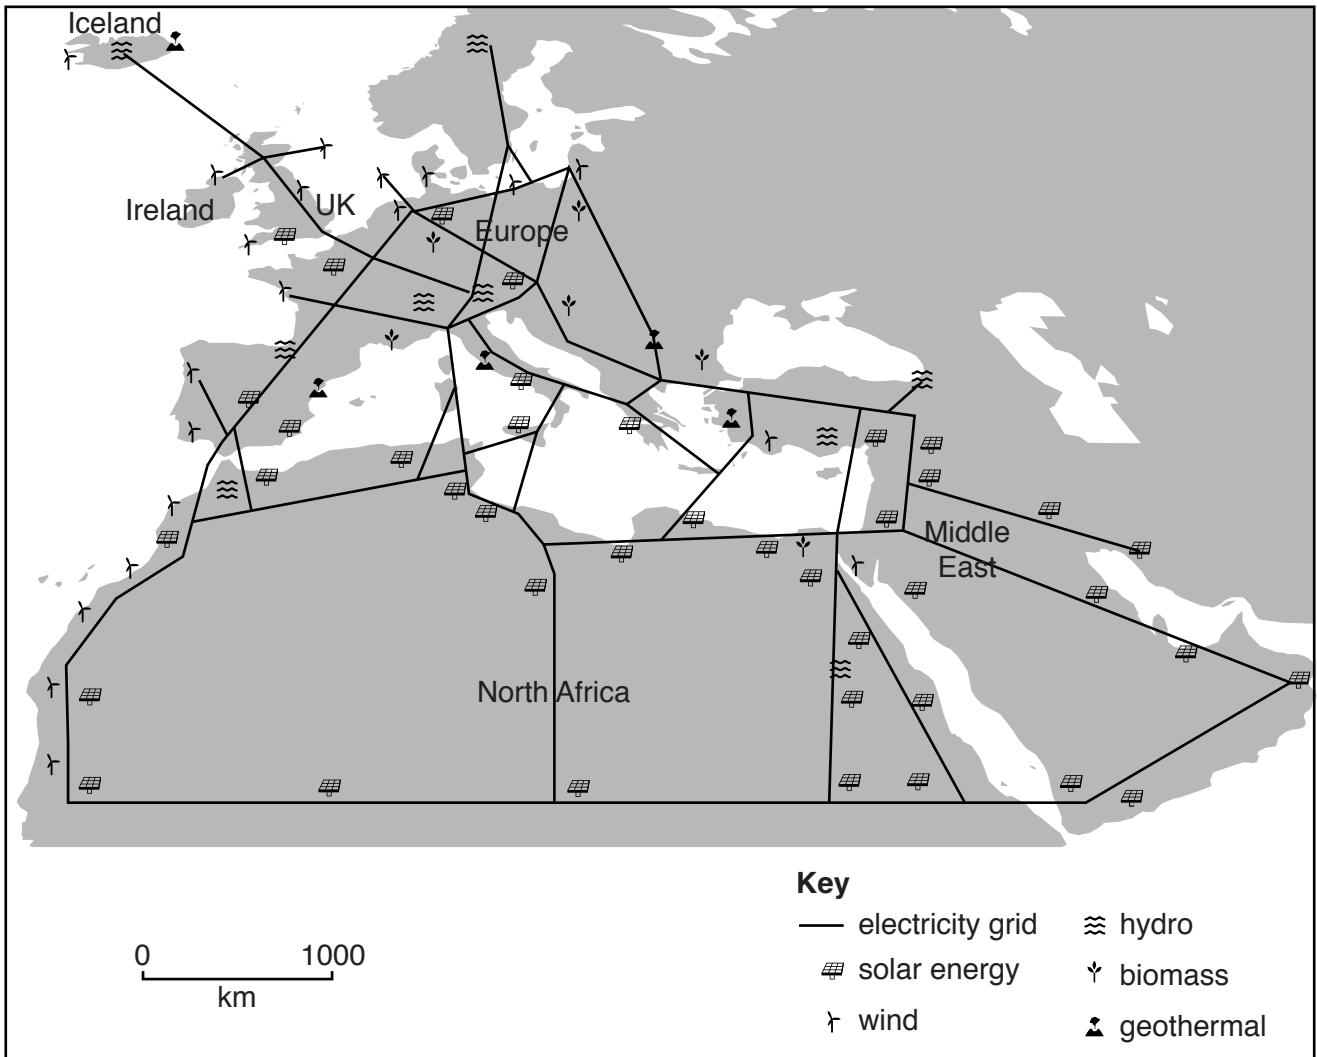 Iceland
Ireland
UK
Europe
Middle
East
North Africa
Key
electricity grid
hydro
solar energy
biomass
wind
geothermal
0 1000
km